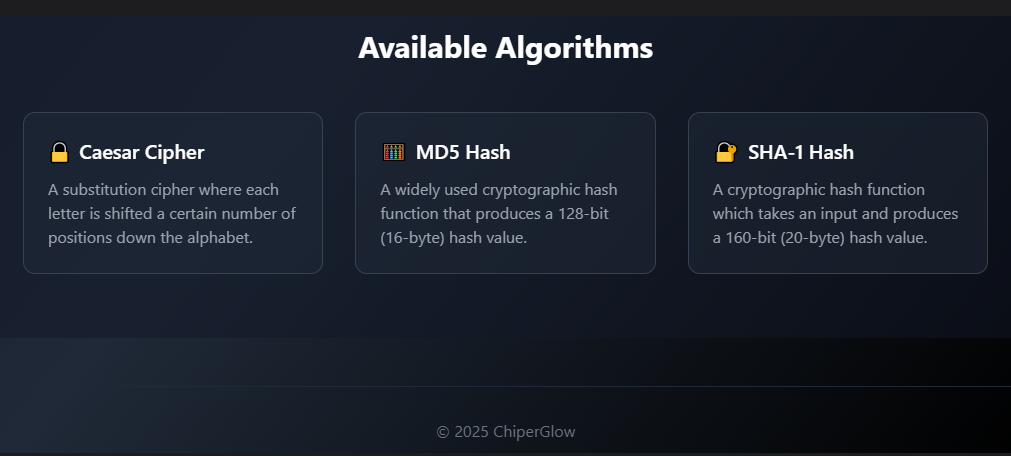 Available Algorithms
Caesar Cipher
A substitution cipher where each
letter is shifted a certain number of
positions down the alphabet.
MD5 Hash
A widely used cryptographic hash
function that produces a 128-bit
(16-byte) hash value.
SHA-1 Hash
A cryptographic hash function
which takes an input and produces
a 160-bit (20-byte) hash value.
© 2025 ChiperGlow